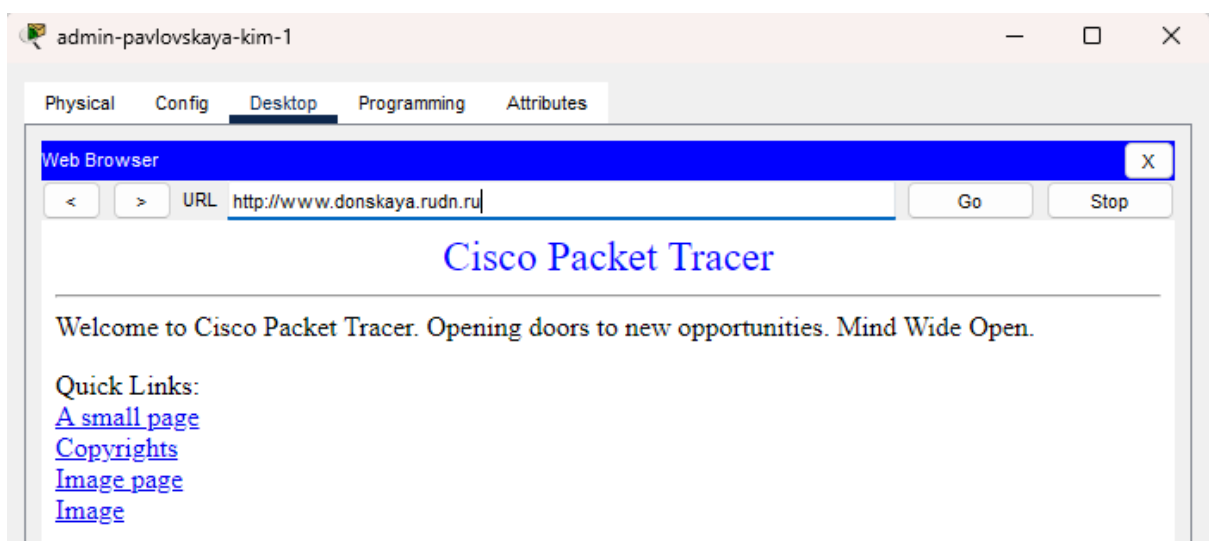 admin-pavlovskaya-kim-1
Physical Config Desktop Programming Attributes
Web Browser X
< > URL http://www.donskaya.rudn.ru Go Stop
Cisco Packet Tracer
Welcome to Cisco Packet Tracer. Opening doors to new opportunities. Mind Wide Open.
Quick Links:
A small page
Copyrights
Image page
Image